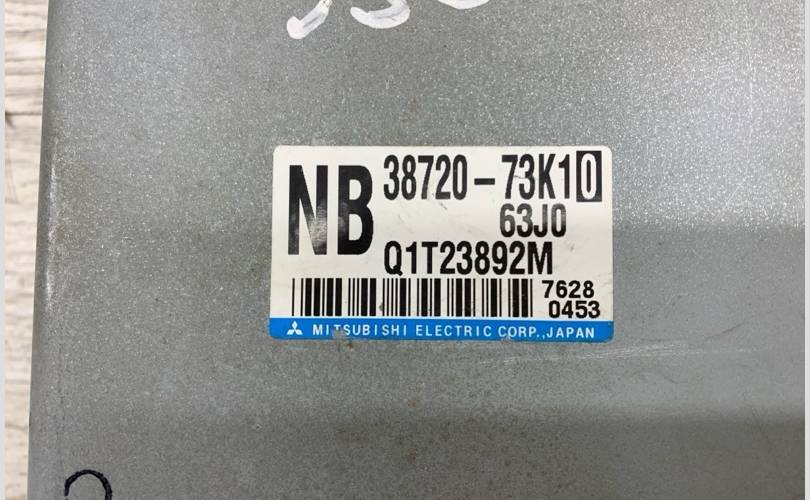 NB 38720-73K10
63J0
Q1T23892M
7628
0453
MITSUBISHI ELECTRIC CORP.,JAPAN